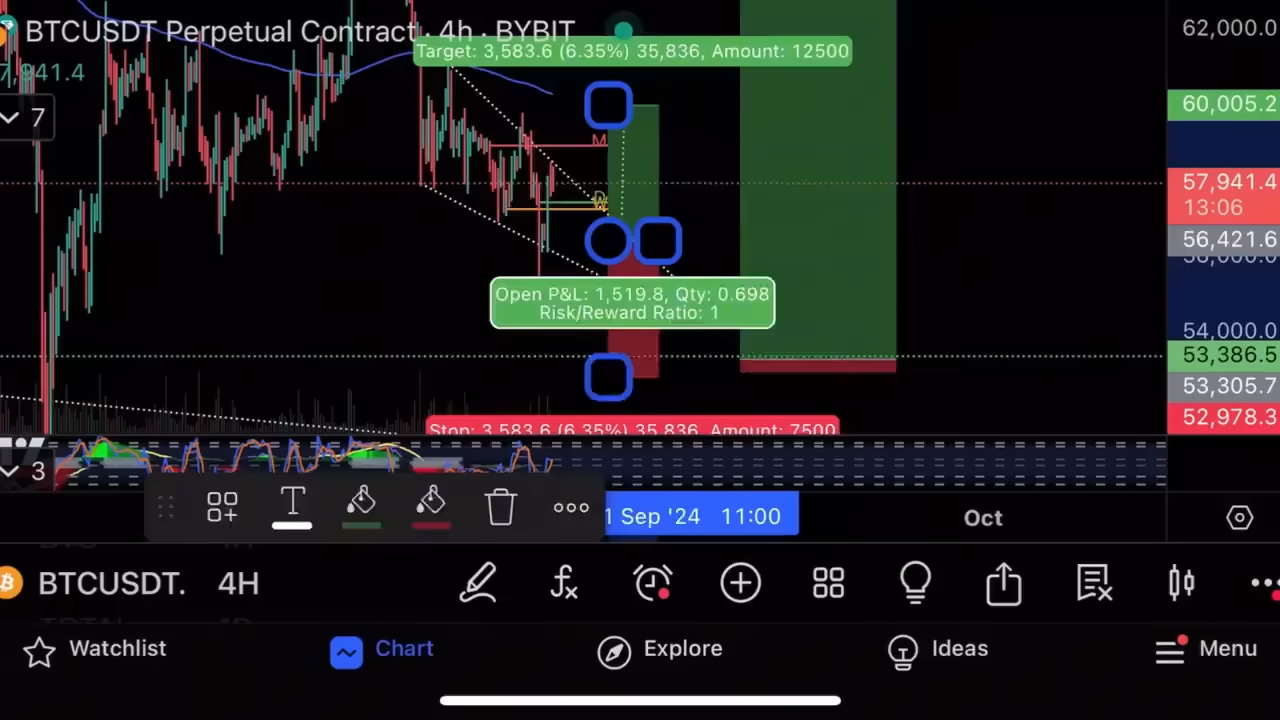 BTCUSDT Perpetual Contract · 4h · BYBIT
Target: 3,583.6 (6.35%) 35,836, Amount: 12500
7,941.4
7
62,000.0
60,005.2
M
D
W
57,941.4
13:06
56,421.6
56,000.0
Open P&L: 1,519.8, Qty: 0.698
Risk/Reward Ratio: 1
54,000.0
53,386.5
53,305.7
52,978.3
Stop: 3,583.6 (6.35%) 35,836, Amount: 7500
3
T
1 Sep '24 11:00
Oct
BTCUSDT. 4H
Watchlist
Chart
Explore
Ideas
Menu